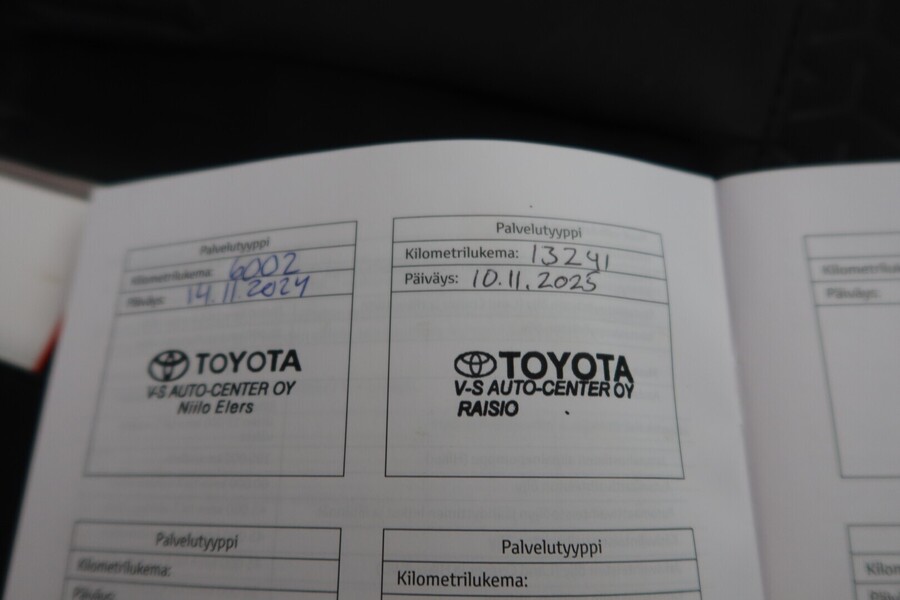 Palvelutyyppi
Kilometrilukema: 6002
Päiväys: 14.11.2024
TOYOTA
V-S AUTO-CENTER OY
Niilo Elers
Palvelutyyppi
Kilometrilukema: 13241
Päiväys: 10.11.2025
TOYOTA
V-S AUTO-CENTER OY
RAISIO
Palvelutyyppi
Kilometrilukema:
Päiväys:
Palvelutyyppi
Kilometrilukema: